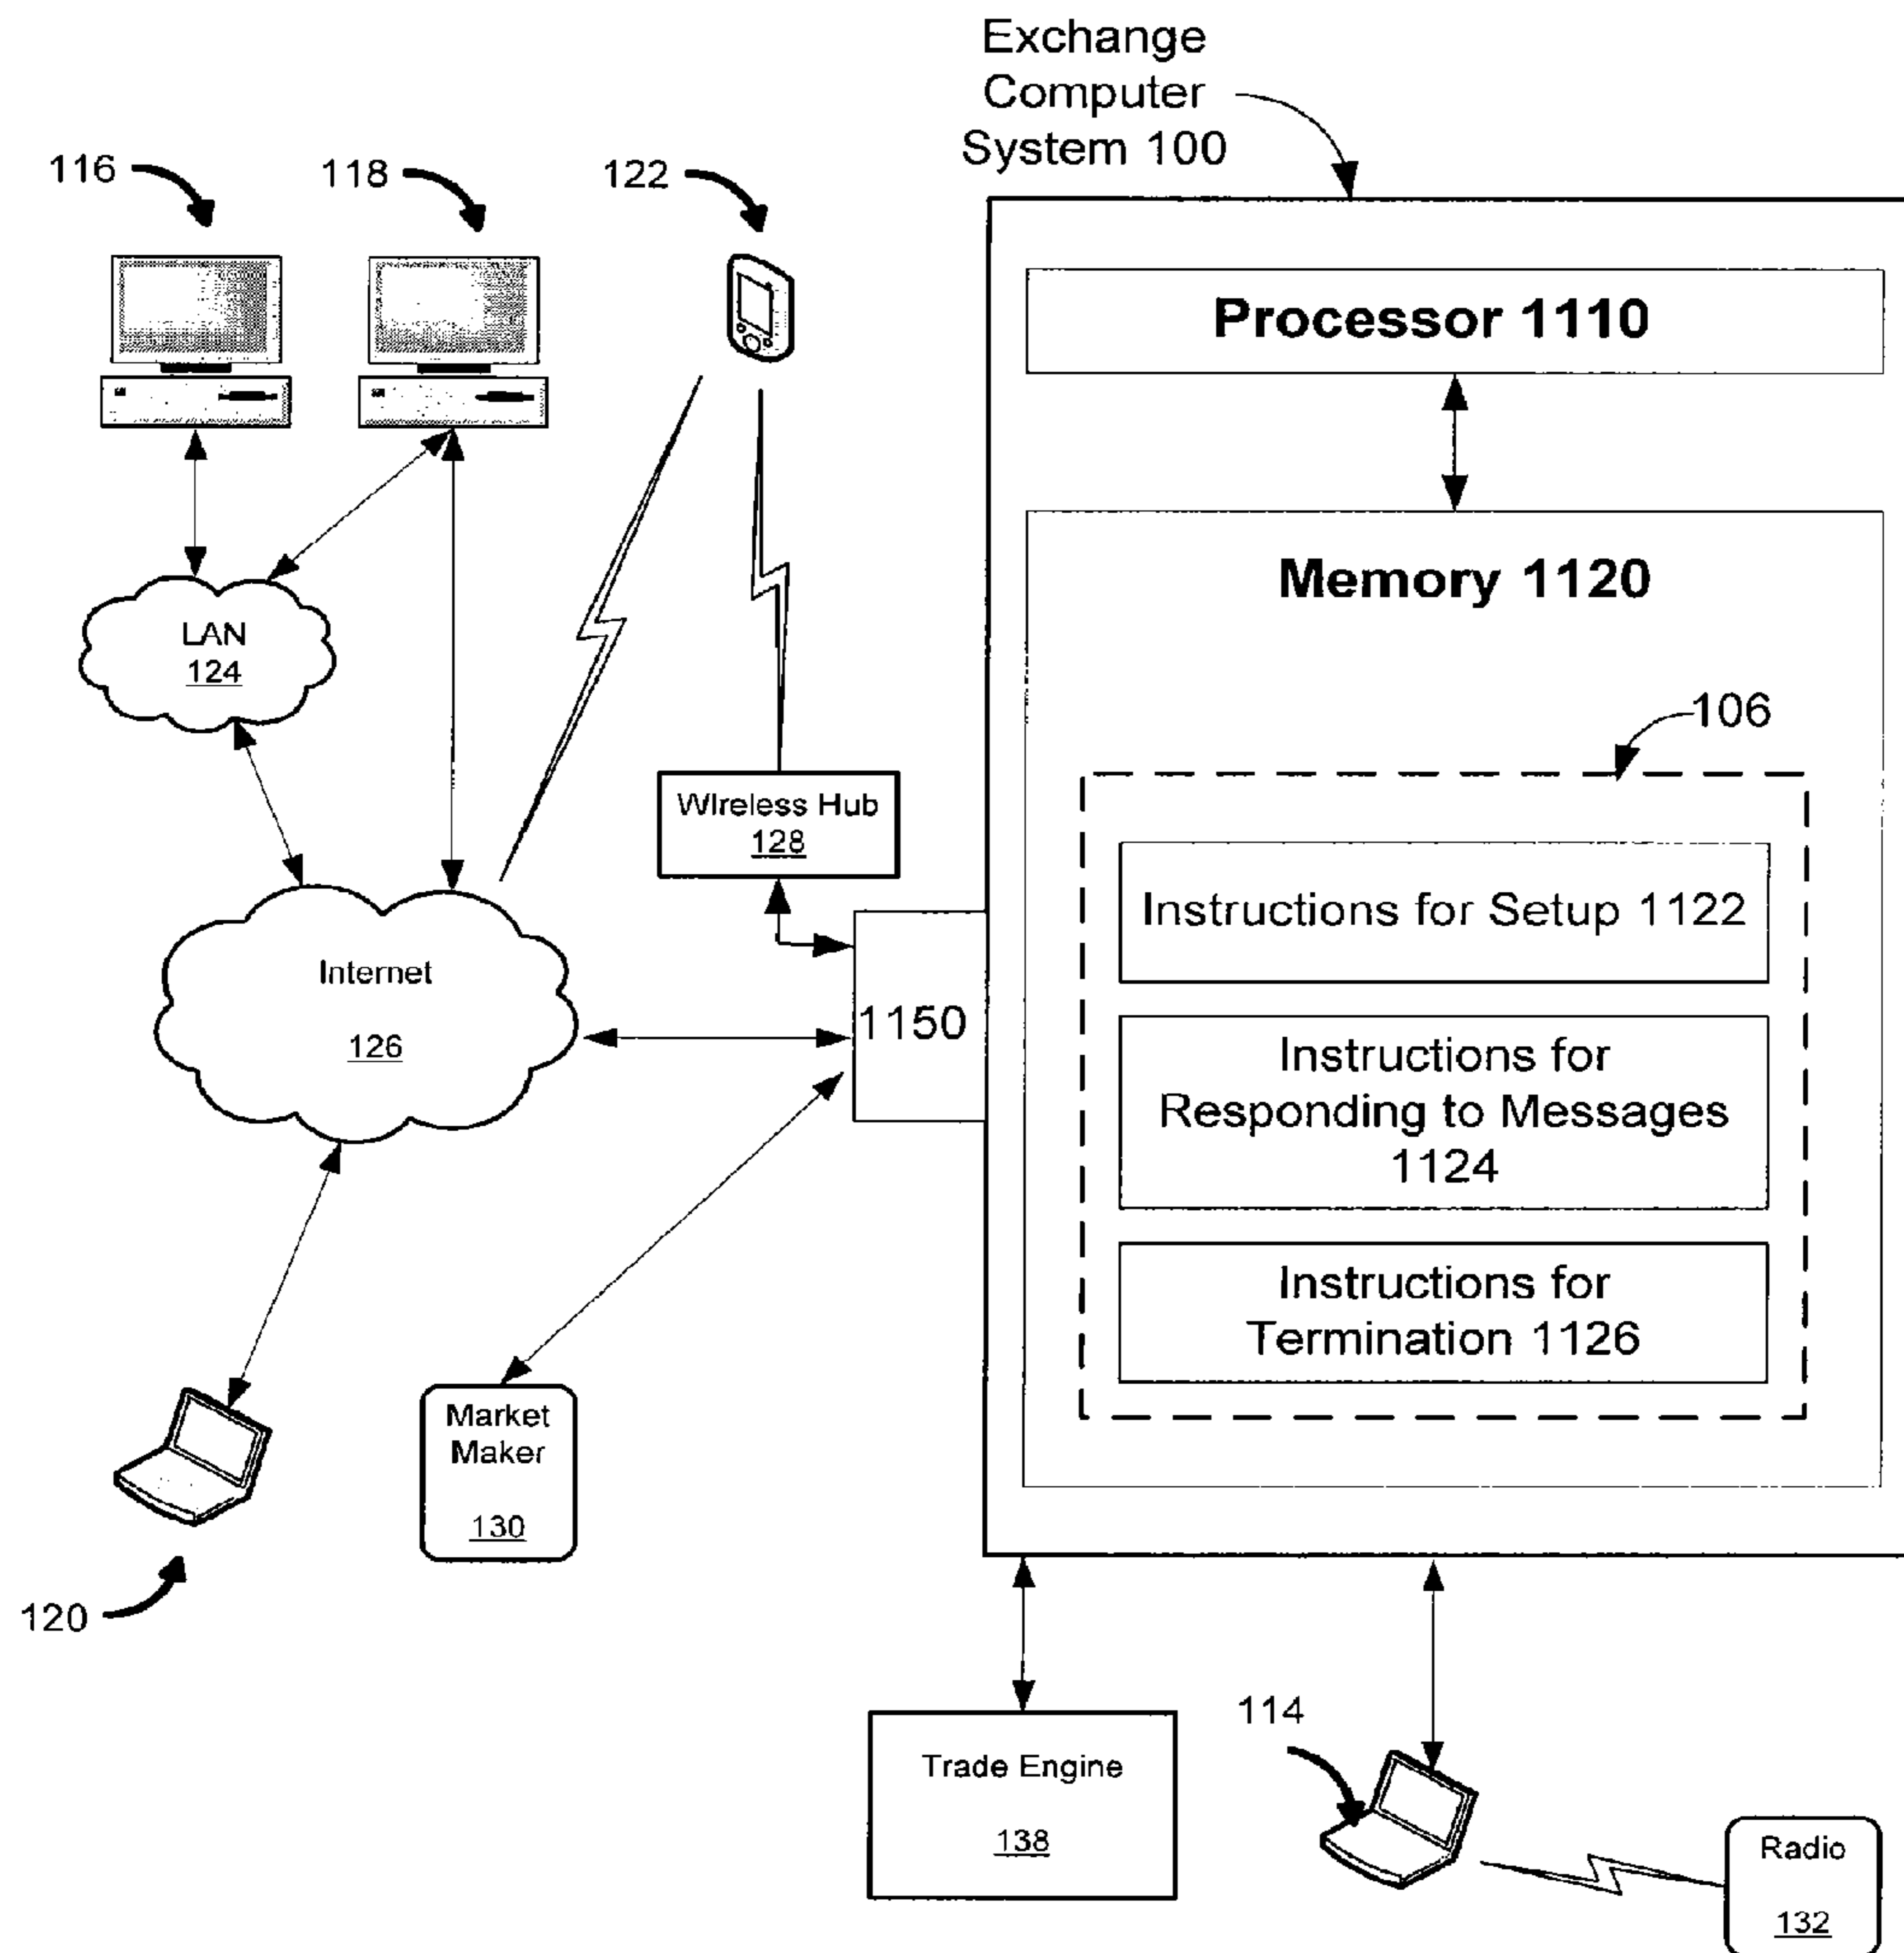 Exchange
Computer
System 100
116
118
122
Processor 1110
Memory 1120
LAN
124
106
WIreless Hub
128
Instructions for Setup 1122
Internet
126
1150
Instructions for
Responding to Messages
1124
Instructions for
Termination 1126
Market
Maker
130
120
114
Trade Engine
138
Radio
132